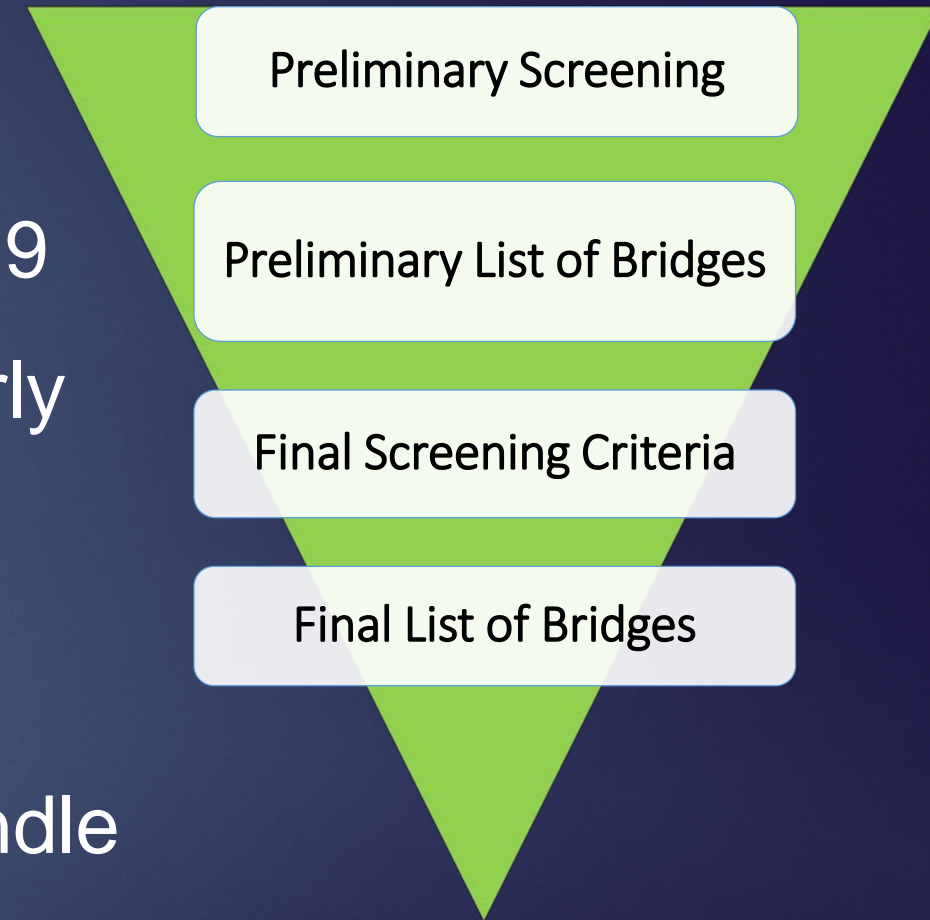 Preliminary Screening
9
Preliminary List of Bridges
rly
Final Screening Criteria
Final List of Bridges
ndle